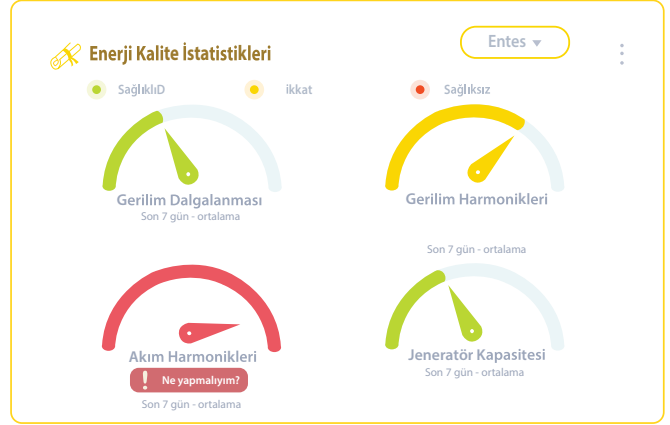 Enerji Kalite İstatistikleri
Entes
SağlıklıD
ikkat
Sağlıksız
Gerilim Dalgalanması
Son 7 gün - ortalama
Gerilim Harmonikleri
Son 7 gün - ortalama
Akım Harmonikleri
! Ne yapmalıyım?
Son 7 gün - ortalama
Jeneratör Kapasitesi
Son 7 gün - ortalama